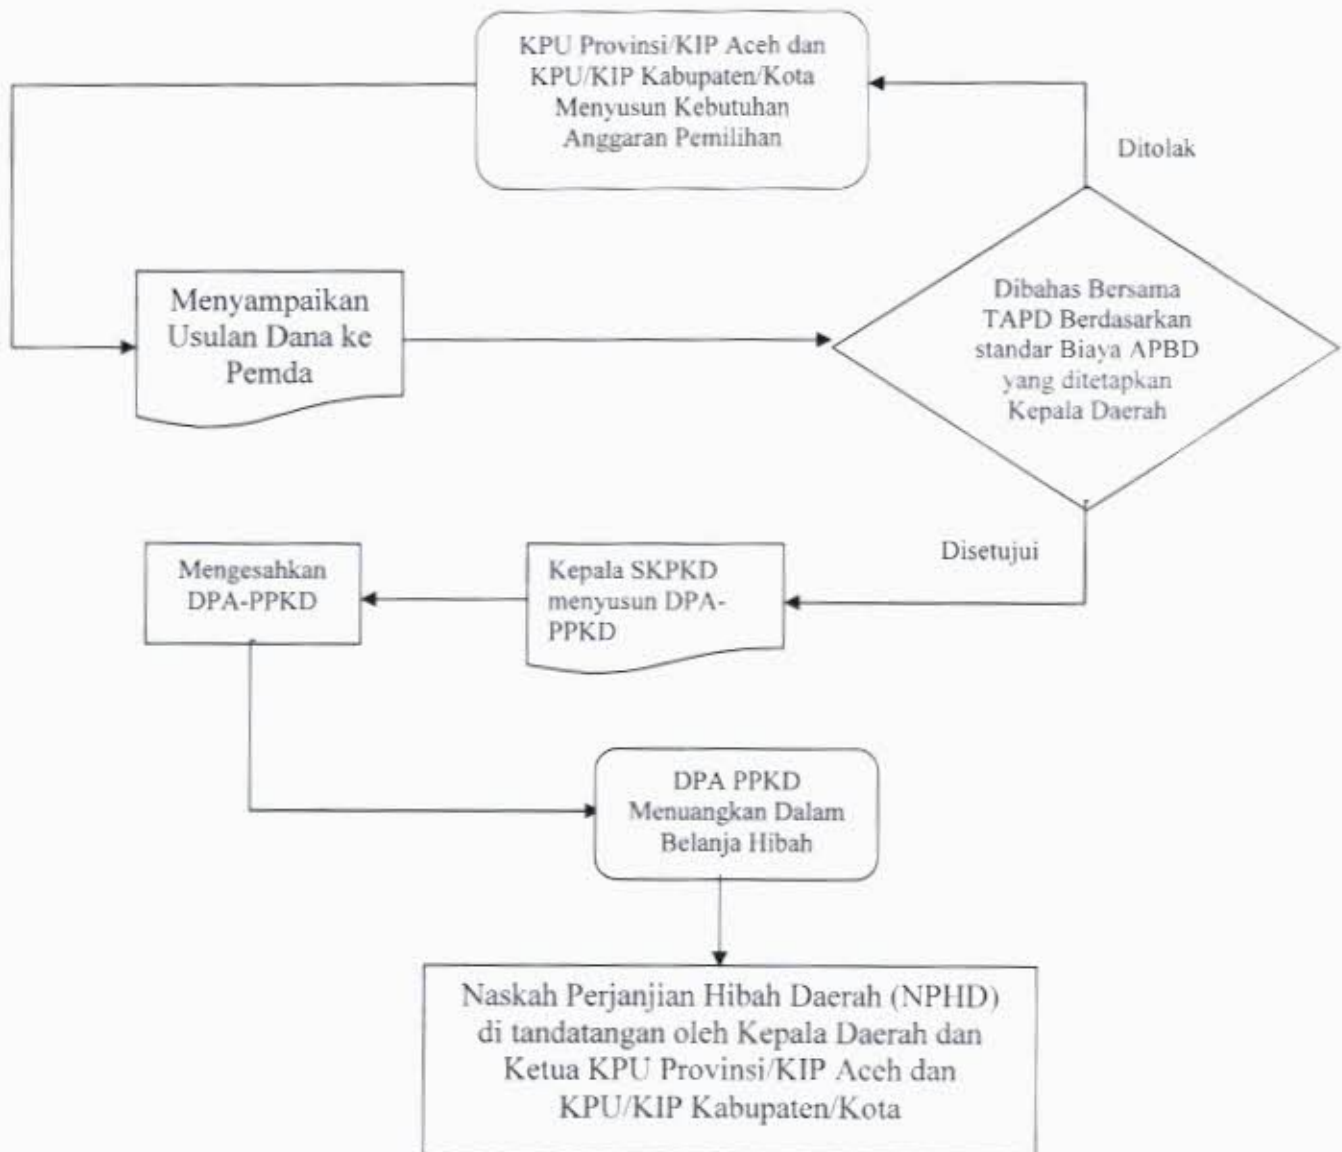 KPU Provinsi/KIP Aceh dan
KPU/KIP Kabupaten/Kota
Menyusun Kebutuhan
Anggaran Pemilihan
Ditolak
Menyampaikan
Usulan Dana ke
Pemda
Dibahas Bersama
TAPD Berdasarkan
standar Biaya APBD
yang ditetapkan
Kepala Daerah
Disetujui
Mengesahkan
DPA-PPKD
Kepala SKPKD
menyusun DPA-
PPKD
DPA PPKD
Menuangkan Dalam
Belanja Hibah
Naskah Perjanjian Hibah Daerah (NPHD)
di tandatangan oleh Kepala Daerah dan
Ketua KPU Provinsi/KIP Aceh dan
KPU/KIP Kabupaten/Kota